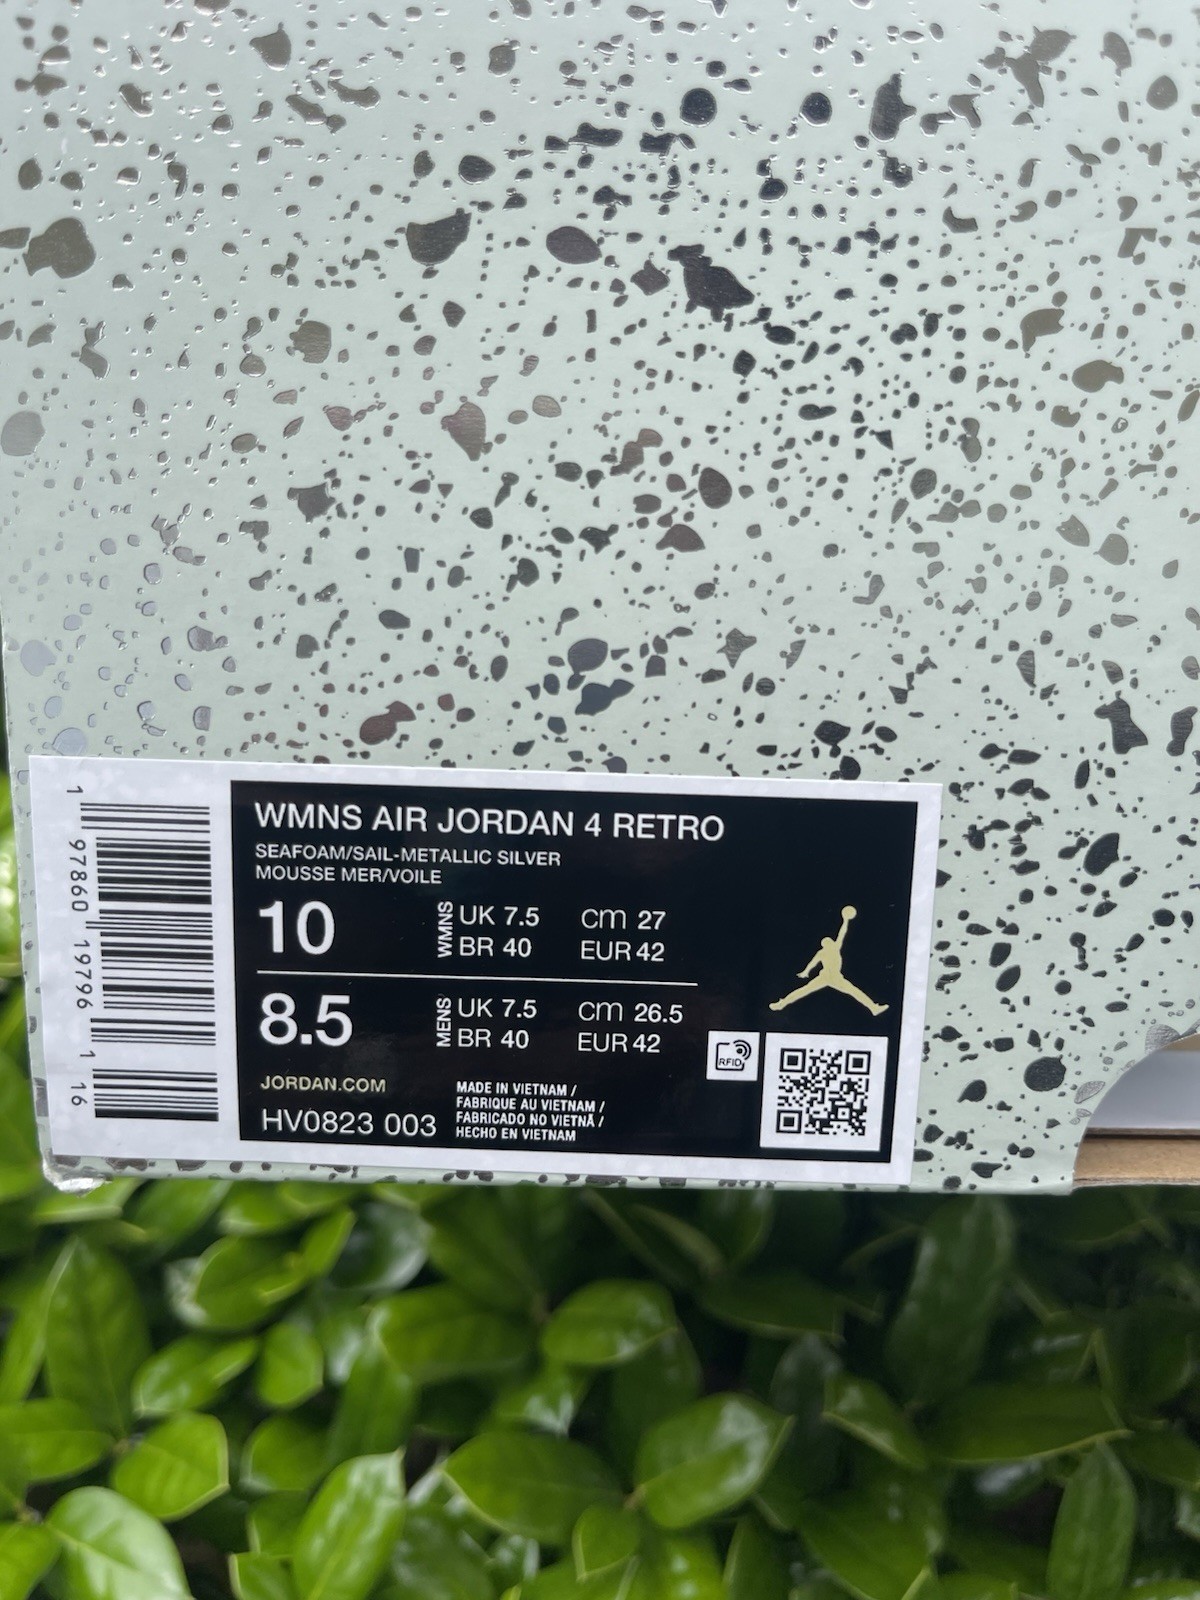 WMNS AIR JORDAN 4 RETRO
SEAFOAM/SAIL-METALLIC SILVER
MOUSSE MER/VOILE
10 WMNS UK 7.5 cm 27
BR 40 EUR 42
8.5 MENS UK 7.5 cm 26.5
BR 40 EUR 42
JORDAN.COM
HV0823 003
MADE IN VIETNAM /
FABRIQUE AU VIETNAM /
FABRICADO NO VIETNÃ /
HECHO EN VIETNAM
RFID
1 97860 19796 1 16